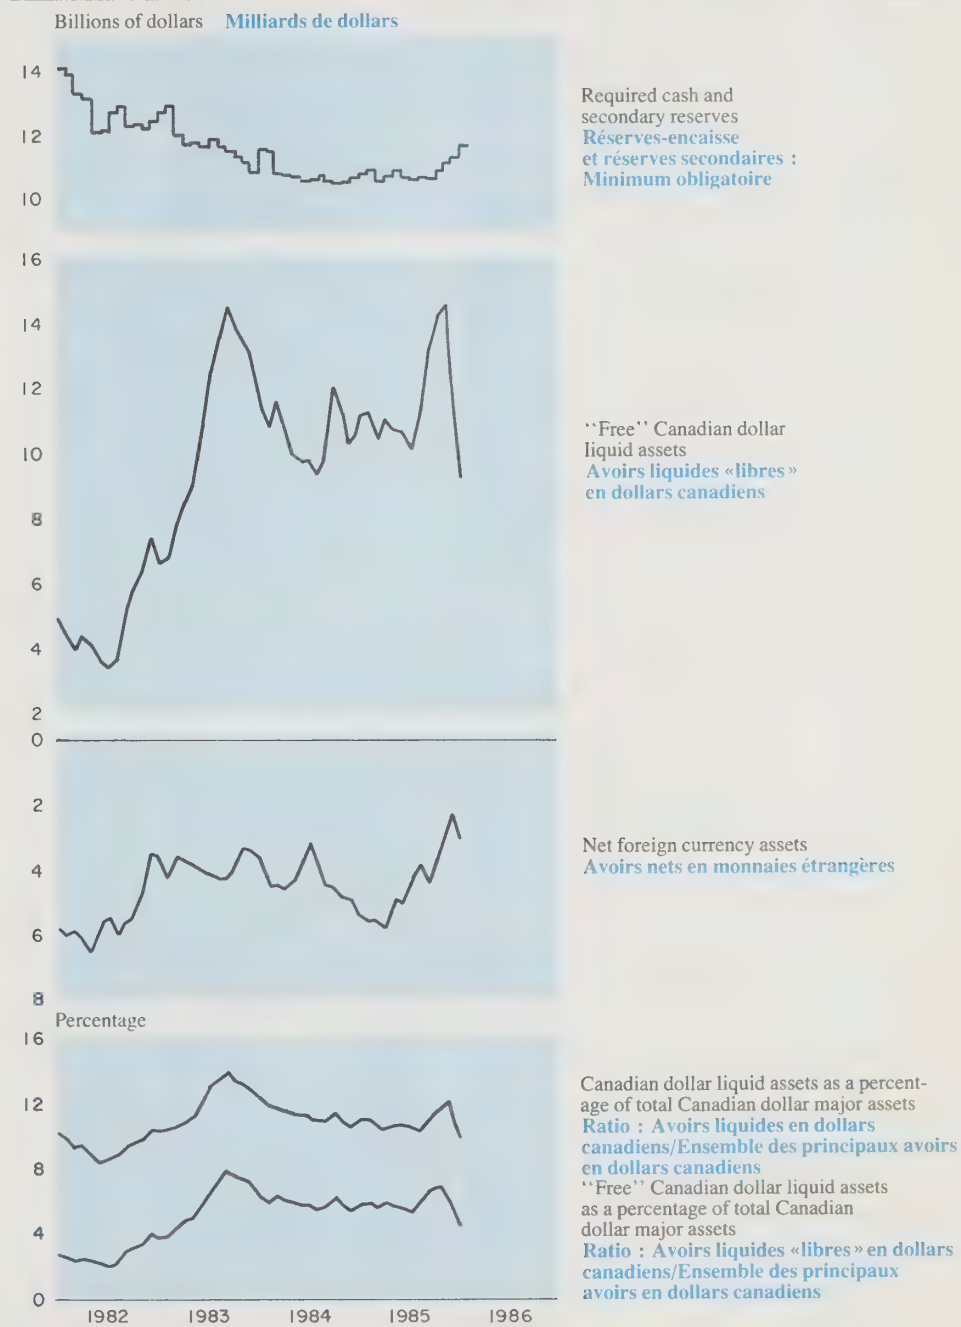 Billions of dollars Milliards de dollars
14
12
10
Required cash and
secondary reserves
Réserves-encaisse
et réserves secondaires :
Minimum obligatoire
16
14
12
10
8
6
4
2
"Free" Canadian dollar
liquid assets
Avoirs liquides «libres»
en dollars canadiens
0
2
4
6
8
Net foreign currency assets
Avoirs nets en monnaies étrangères
Percentage
16
12
8
4
0
Canadian dollar liquid assets as a percent-
age of total Canadian dollar major assets
Ratio : Avoirs liquides en dollars
canadiens/Ensemble des principaux avoirs
en dollars canadiens
"Free" Canadian dollar liquid assets
as a percentage of total Canadian
dollar major assets
Ratio : Avoirs liquides «libres» en dollars
canadiens/Ensemble des principaux
avoirs en dollars canadiens
1982 1983 1984 1985 1986